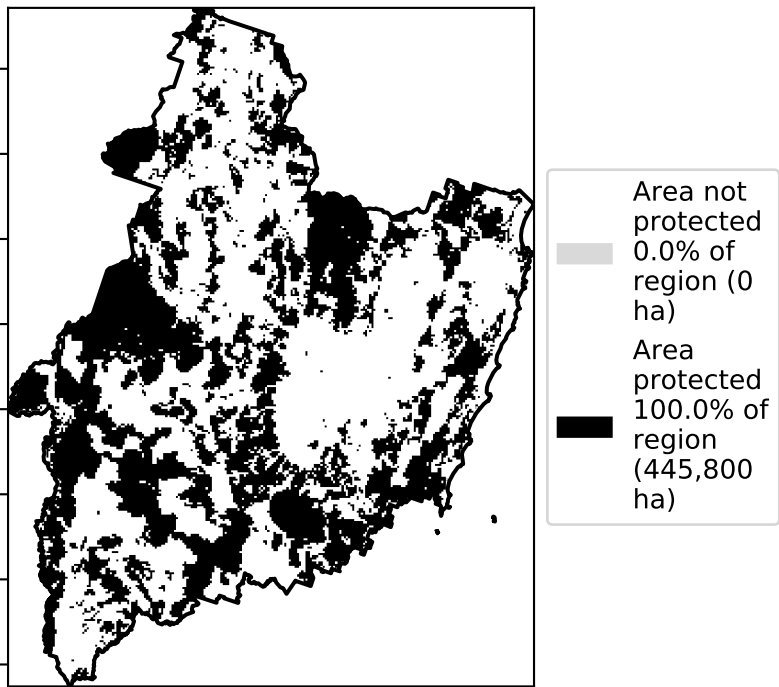 Area not
protected
0.0% of
region (0
ha)
Area
protected
100.0% of
region
(445,800
ha)